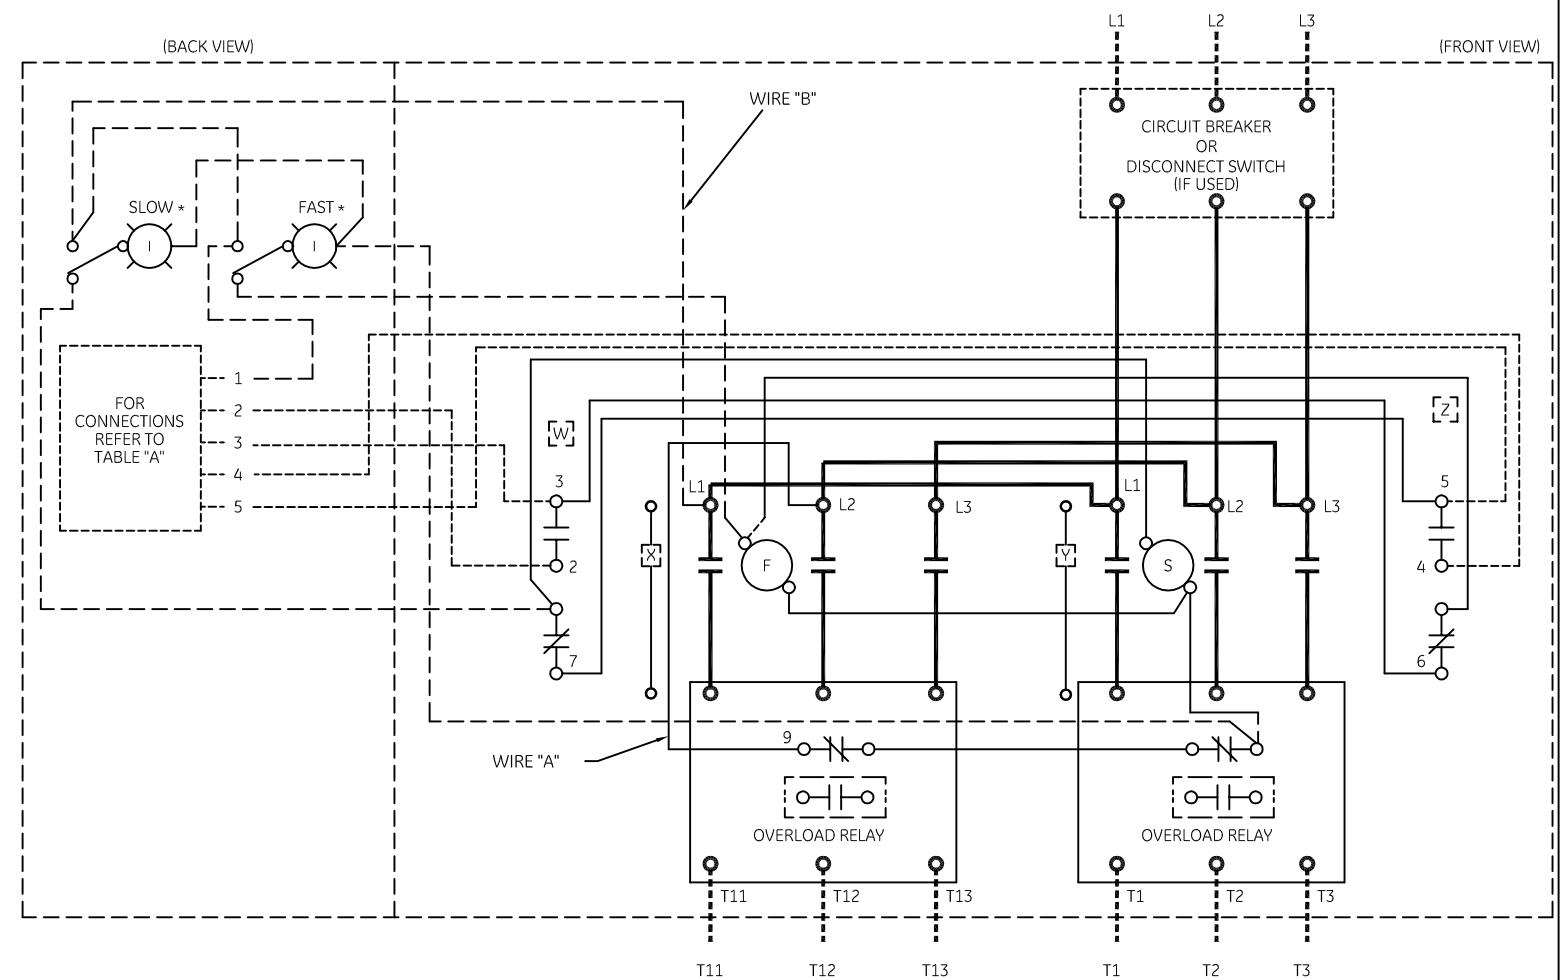 L1 L2 L3
(BACK VIEW) (FRONT VIEW)
WIRE "B"
CIRCUIT BREAKER
OR
DISCONNECT SWITCH
(IF USED)
SLOW * FAST *
I I
FOR
CONNECTIONS
REFER TO
TABLE "A"
1
2
3
4
5
W Z
3 5
L1 L2 L3 L1 L2 L3
X F Y S
2 4
7 6
9
WIRE "A"
OVERLOAD RELAY OVERLOAD RELAY
T11 T12 T13 T1 T2 T3
T11 T12 T13 T1 T2 T3